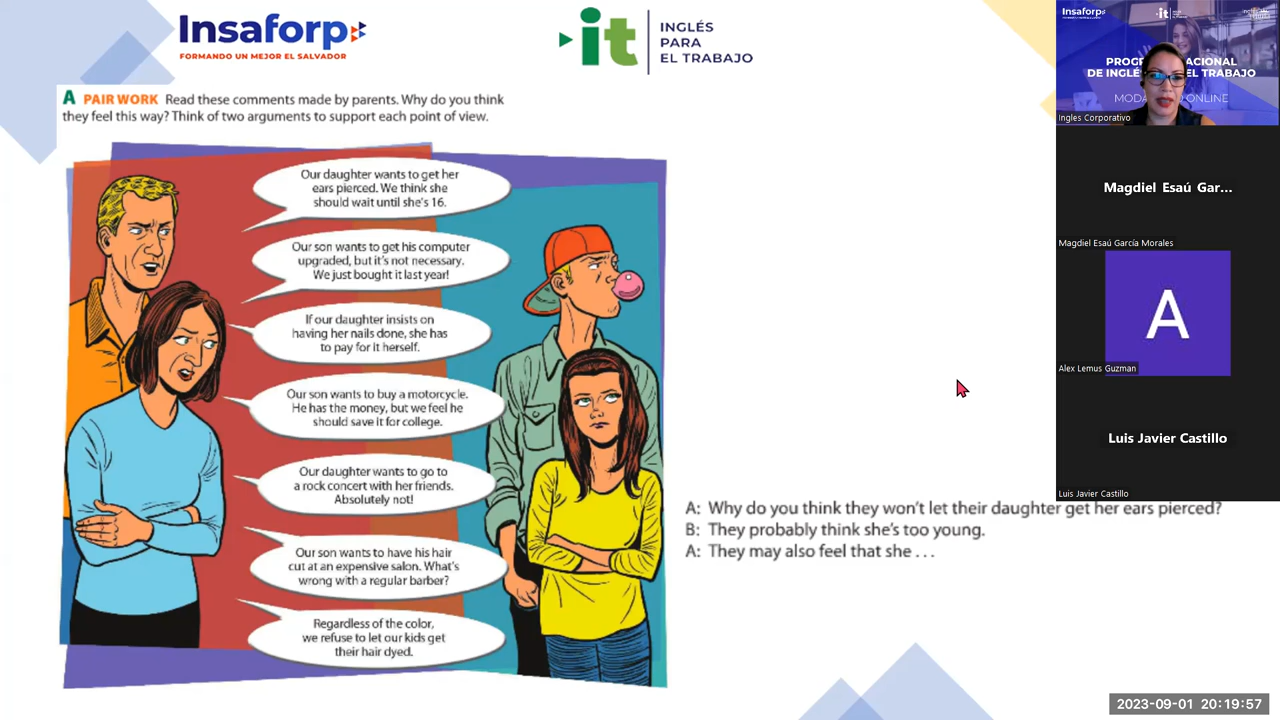 Insaforp
FORMANDO UN MEJOR EL SALVADOR
it
INGLÉS
PARA
EL TRABAJO
A PAIR WORK Read these comments made by parents. Why do you think
they feel this way? Think of two arguments to support each point of view.
Our daughter wants to get her
ears pierced. We think she
should wait until she's 16.
Our son wants to get his computer
upgraded, but it's not necessary.
We just bought it last year!
If our daughter insists on
having her nails done, she has
to pay for it herself.
Our son wants to buy a motorcycle.
He has the money, but we feel he
should save it for college.
Our daughter wants to go to
a rock concert with her friends.
Absolutely not!
Our son wants to have his hair
cut at an expensive salon. What's
wrong with a regular barber?
Regardless of the color,
we refuse to let our kids get
their hair dyed.
A: Why do you think they won't let their daughter get her ears pierced?
B: They probably think she's too young.
A: They may also feel that she . . .
Insaforp
it
Ingles Corporativo
Magdiel Esaú Gar...
Magdiel Esaú García Morales
A
Alex Lemus Guzman
Luis Javier Castillo
Luis Javier Castillo
2023-09-01 20:19:57